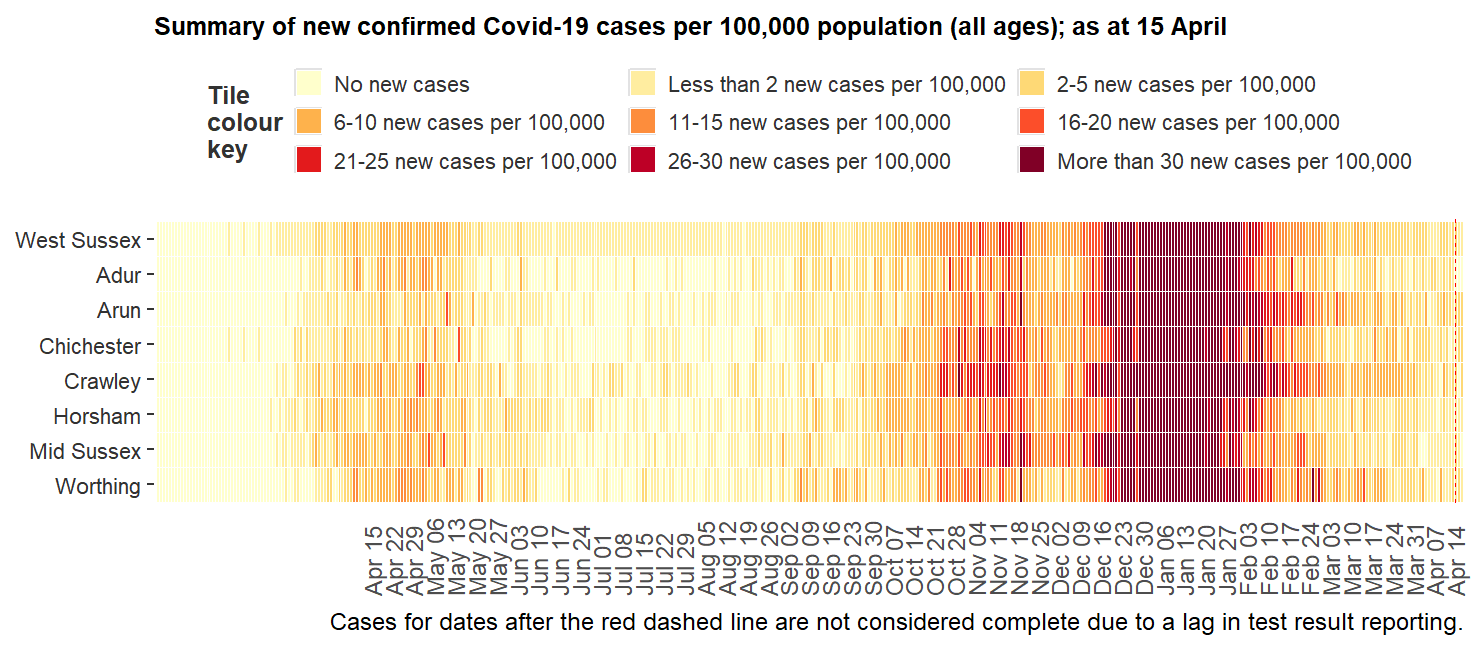 Summary of new confirmed Covid-19 cases per 100,000 population (all ages); as at 15 April
Tile
colour
key
No new cases
Less than 2 new cases per 100,000
2-5 new cases per 100,000
6-10 new cases per 100,000
11-15 new cases per 100,000
16-20 new cases per 100,000
21-25 new cases per 100,000
26-30 new cases per 100,000
More than 30 new cases per 100,000
West Sussex
Adur
Arun
Chichester
Crawley
Horsham
Mid Sussex
Worthing
Apr 15
Apr 22
Apr 29
May 06
May 13
May 20
May 27
Jun 03
Jun 10
Jun 17
Jun 24
Jul 01
Jul 08
Jul 15
Jul 22
Jul 29
Aug 05
Aug 12
Aug 19
Aug 26
Sep 02
Sep 09
Sep 16
Sep 23
Sep 30
Oct 07
Oct 14
Oct 21
Oct 28
Nov 04
Nov 11
Nov 18
Nov 25
Dec 02
Dec 09
Dec 16
Dec 23
Dec 30
Jan 06
Jan 13
Jan 20
Jan 27
Feb 03
Feb 10
Feb 17
Feb 24
Mar 03
Mar 10
Mar 17
Mar 24
Mar 31
Apr 07
Apr 14
Cases for dates after the red dashed line are not considered complete due to a lag in test result reporting.